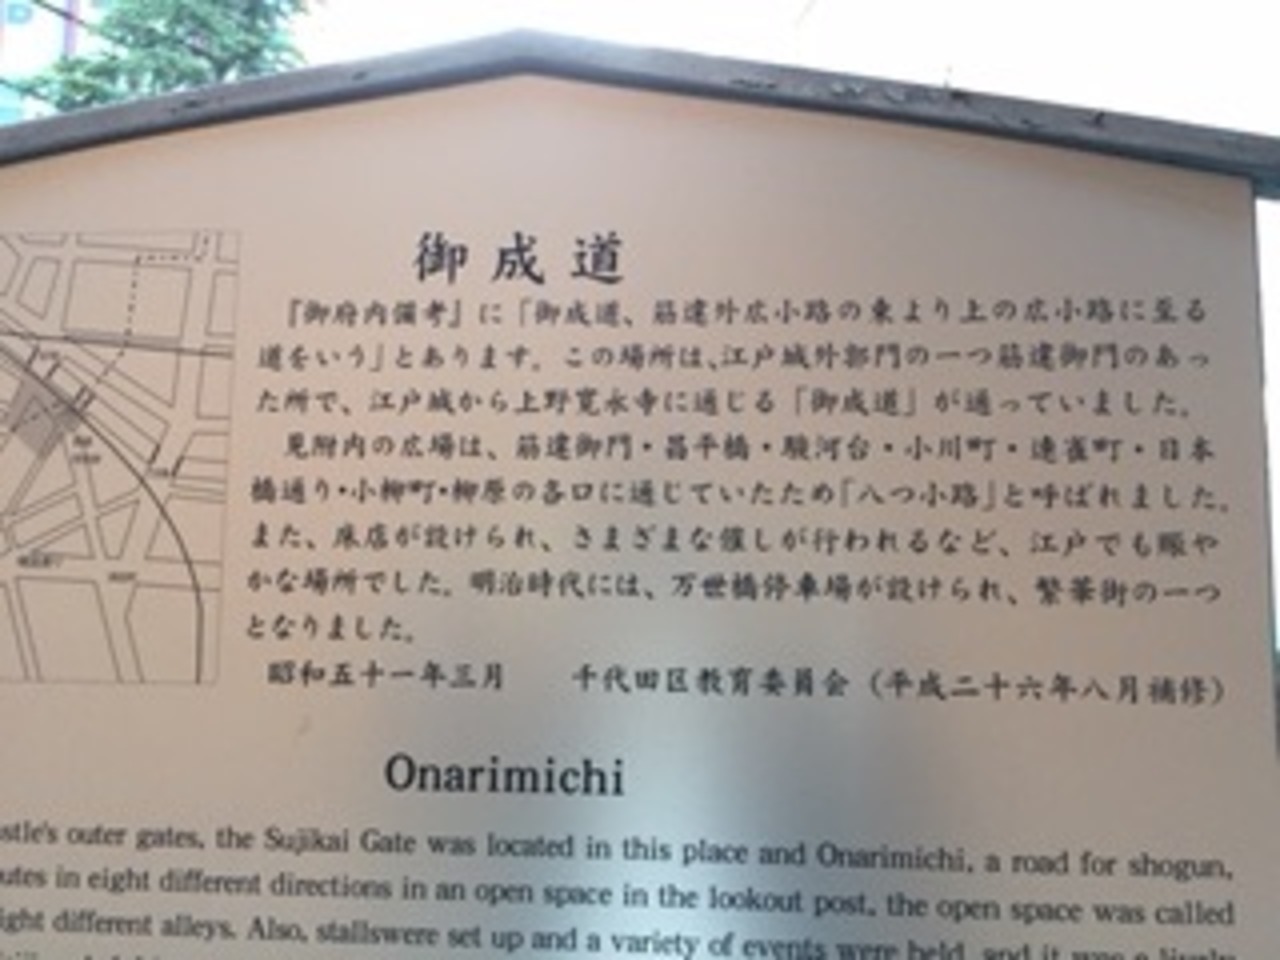 御成道
『御府内備考』に「御成道、筋違外広小路の東より上の広小路に至る
道をいう」とあります。この場所は、江戸城外郭門の一つ筋違御門のあっ
た所で、江戸城から上野寛永寺に通じる「御成道」が通っていました。
見附内の広場は、筋違御門・昌平橋・駿河台・小川町・連雀町・日本
橋通り・小柳町・柳原の各口に通じていたため「八つ小路」と呼ばれました。
また、床店が設けられ、さまざまな催しが行われるなど、江戸でも賑や
かな場所でした。明治時代には、万世橋停車場が設けられ、繁華街の一つ
となりました。
昭和五十一年三月 千代田区教育委員会（平成二十六年八月補修）
Onarimichi
stle's outer gates, the Sujikai Gate was located in this place and Onarimichi, a road for shogun,
utes in eight different directions in an open space in the lookout post, the open space was called
ight different alleys. Also, stallswere set up and a variety of events were held, and it was a lively